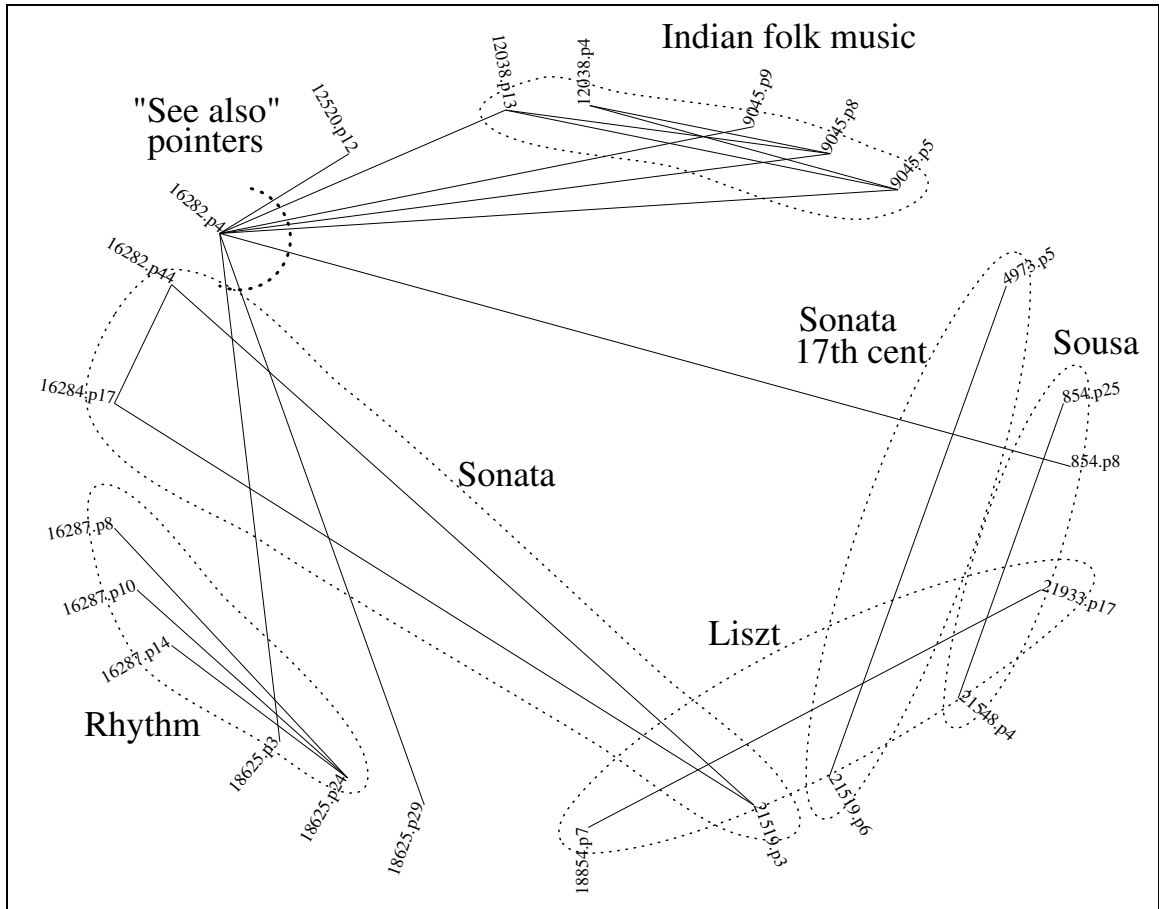 Indian folk music
12038.p13
12038.p4
9045.p9
9045.p8
9045.p5
"See also"
pointers
12520.p12
16282.p4
16282.p44
4973.p5
Sonata
17th cent
Sousa
16284.p17
854.p25
854.p8
Sonata
16287.p8
16287.p10
16287.p14
21933.p17
Liszt
Rhythm
21548.p4
18625.p3
18625.p24
18625.p29
18854.p7
21519.p3
21519.p6